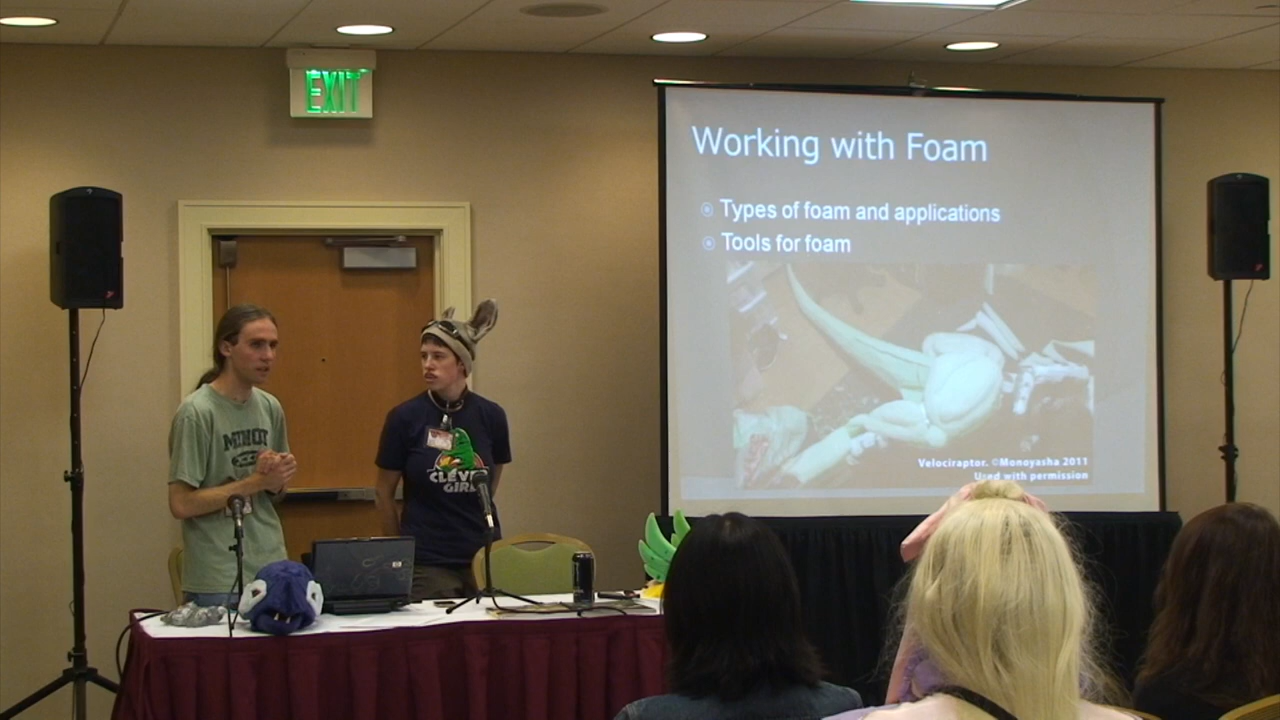 EXIT
Working with Foam
Types of foam and applications
Tools for foam
Velociraptor. ©Monoyasha 2011
Used with permission
CLEVER
GIRL